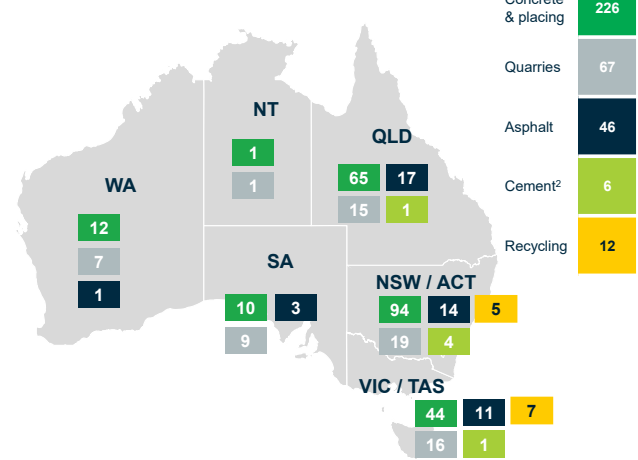 Concrete
& placing
226
Quarries
67
Asphalt
46
Cement²
6
Recycling
12
NT
1
1
QLD
65 17
15 1
WA
12
7
1
SA
10 3
9
NSW / ACT
94 14 5
19 4
VIC / TAS
44 11 7
16 1